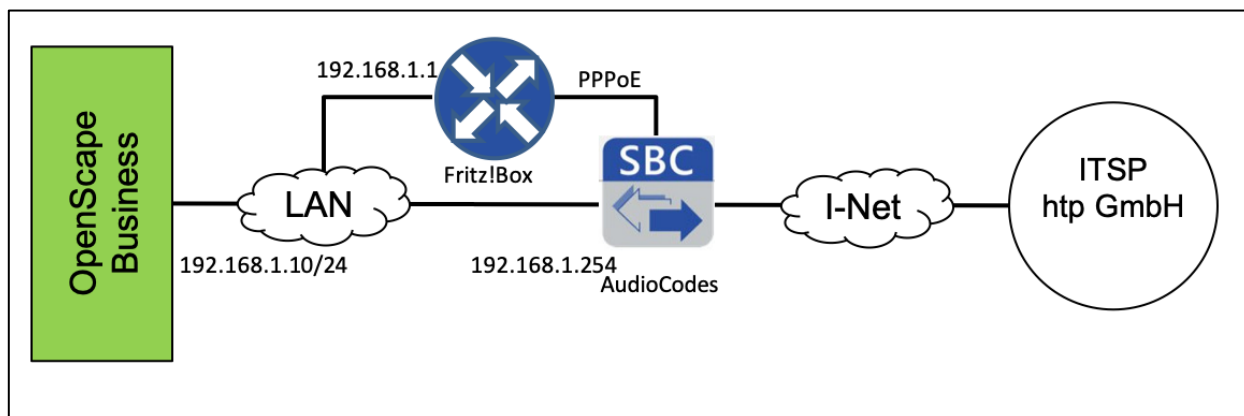 OpenScape
Business
192.168.1.10/24
LAN
192.168.1.1
Fritz!Box
PPPoE
SBC
192.168.1.254
AudioCodes
I-Net
ITSP
htp GmbH